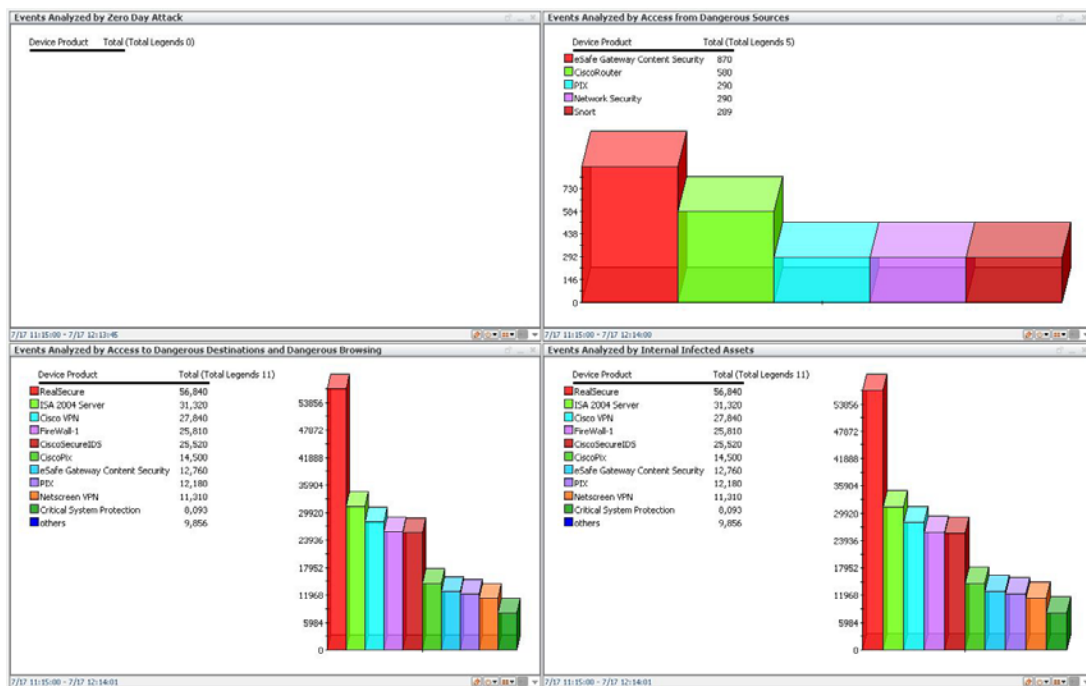 Events Analyzed by Zero Day Attack
Device Product Total (Total Legends 0)
7/17 11:15:00 - 7/17 12:13:45
Events Analyzed by Access from Dangerous Sources
Device Product Total (Total Legends 5)
eSafe Gateway Content Security 870
CiscoRouter 580
PIX 290
Network Security 290
Snort 289
730
584
438
292
146
0
7/17 11:15:00 - 7/17 12:14:00
Events Analyzed by Access to Dangerous Destinations and Dangerous Browsing
Device Product Total (Total Legends 11)
RealSecure 56,840
ISA 2004 Server 31,320
Cisco VPN 27,840
FireWall-1 25,810
CiscoSecureIDS 25,520
CiscoPix 14,500
eSafe Gateway Content Security 12,760
PIX 12,180
Netscreen VPN 11,310
Critical System Protection 8,093
others 9,856
53856
47872
41888
35904
29920
23936
17952
11968
5984
0
7/17 11:15:00 - 7/17 12:14:01
Events Analyzed by Internal Infected Assets
Device Product Total (Total Legends 11)
RealSecure 56,840
ISA 2004 Server 31,320
Cisco VPN 27,840
FireWall-1 25,810
CiscoSecureIDS 25,520
CiscoPix 14,500
eSafe Gateway Content Security 12,760
PIX 12,180
Netscreen VPN 11,310
Critical System Protection 8,093
others 9,856
53856
47872
41888
35904
29920
23936
17952
11968
5984
0
7/17 11:15:00 - 7/17 12:14:01